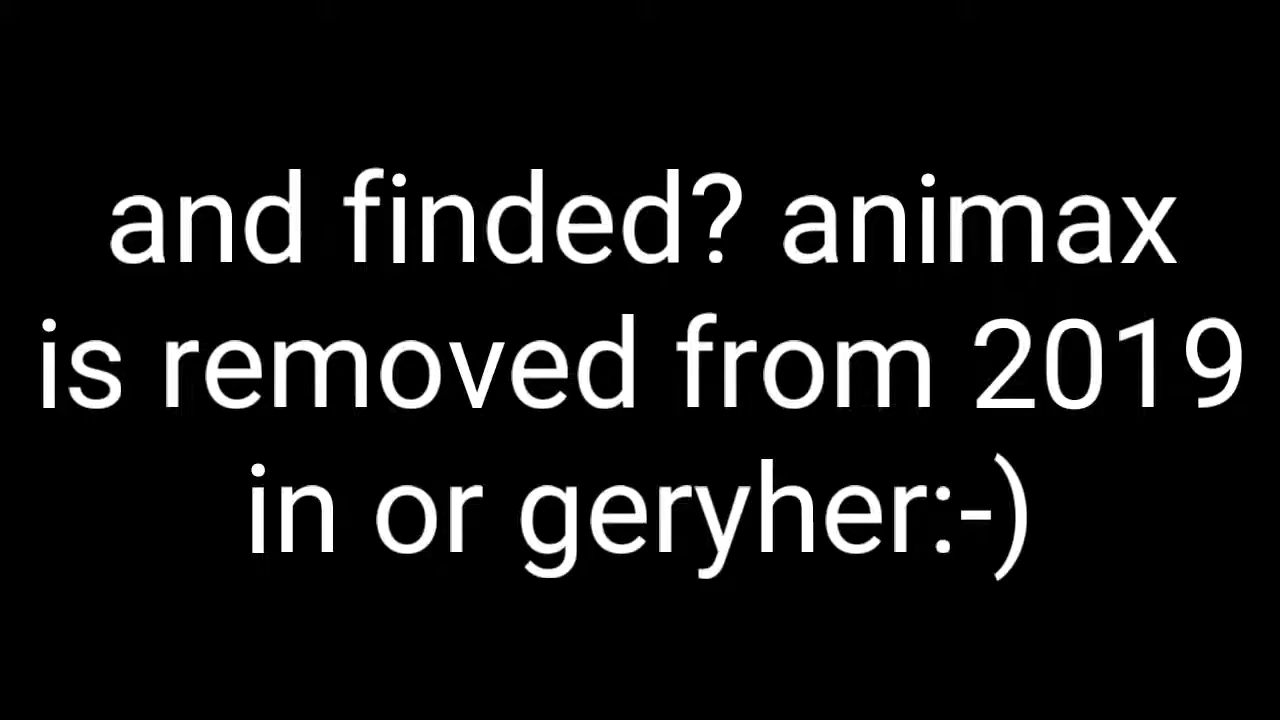 and finded? animax
is removed from 2019
in or geryher:-)